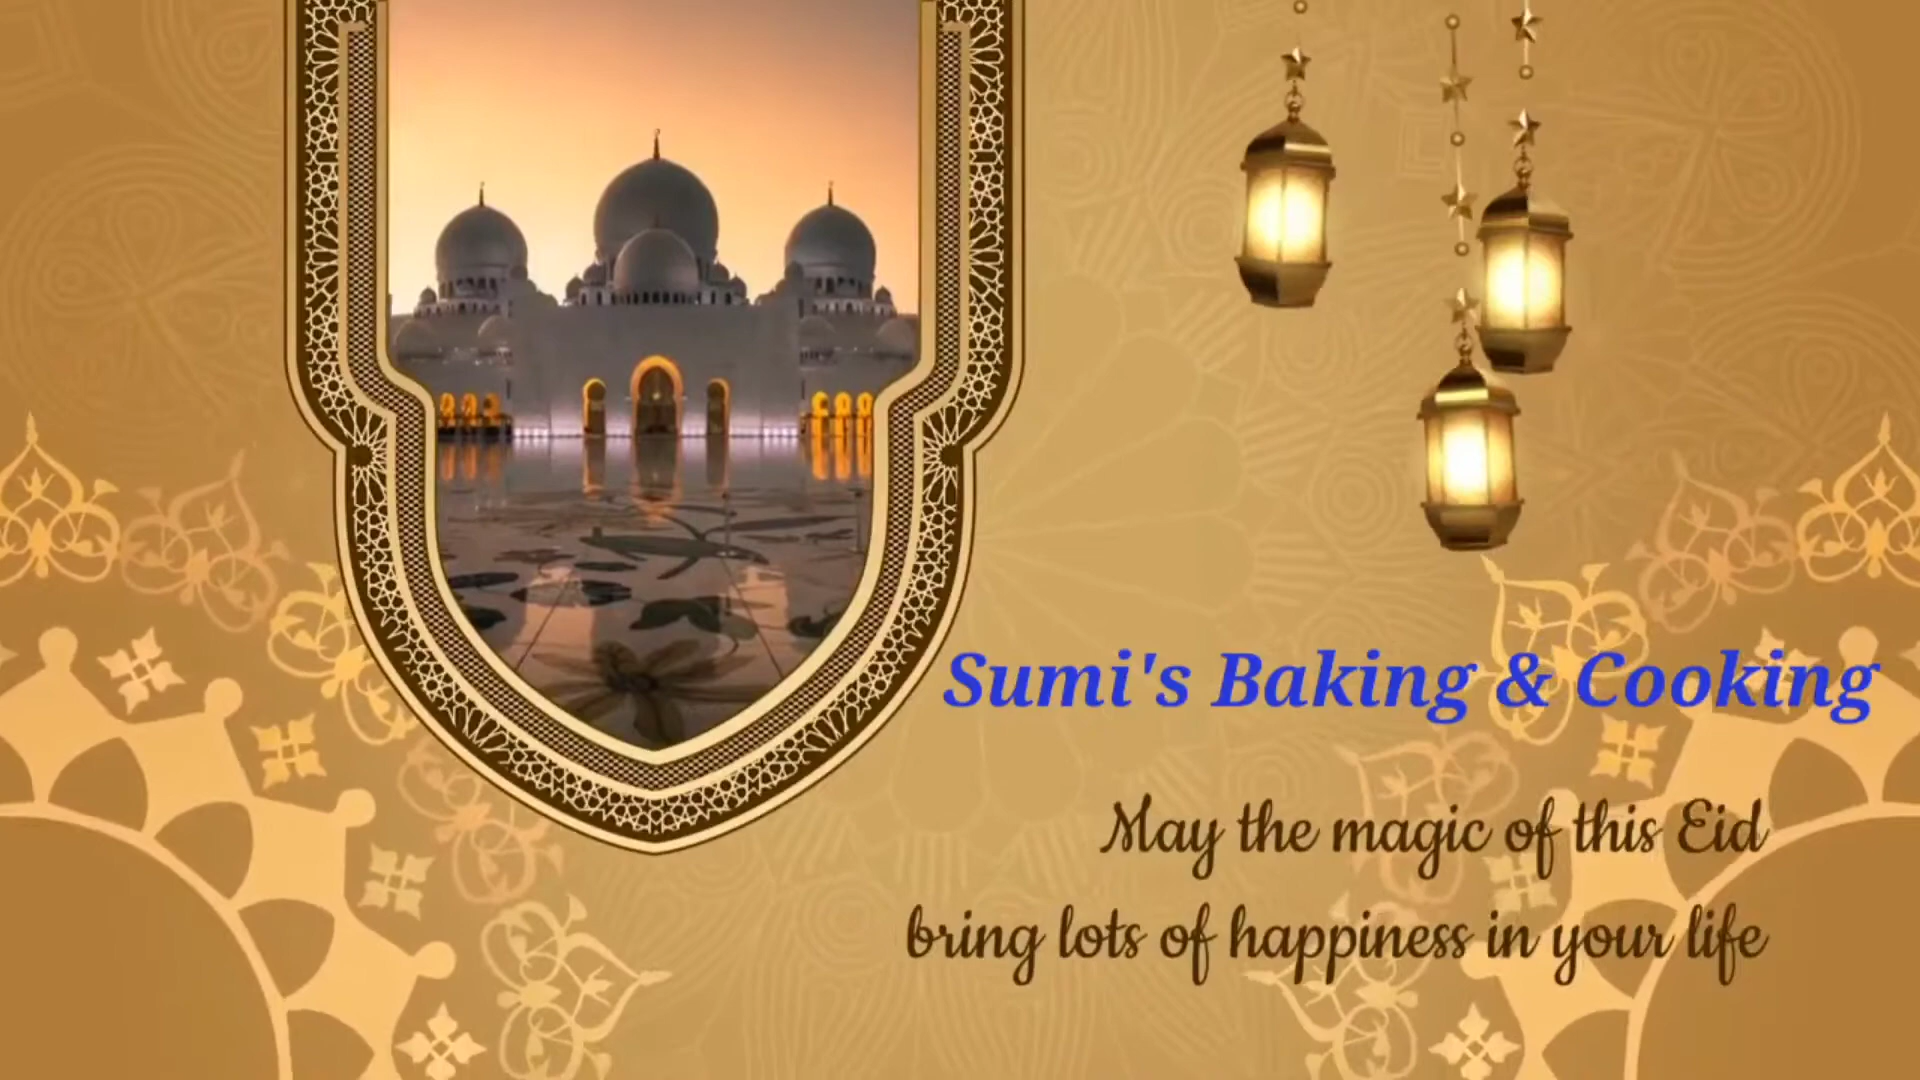 Sumi's Baking & Cooking
May the magic of this Eid
bring lots of happiness in your life